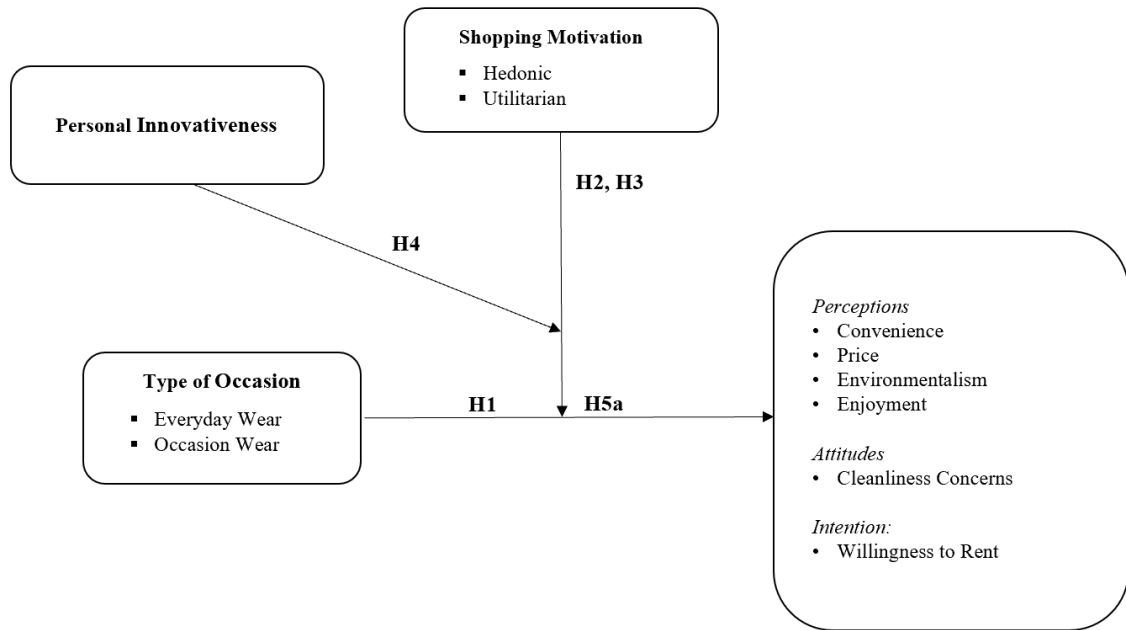 Shopping Motivation
▪ Hedonic
▪ Utilitarian
Personal Innovativeness
H2, H3
H4
Type of Occasion
▪ Everyday Wear
▪ Occasion Wear
H1
H5a
Perceptions
• Convenience
• Price
• Environmentalism
• Enjoyment
Attitudes
• Cleanliness Concerns
Intention:
• Willingness to Rent